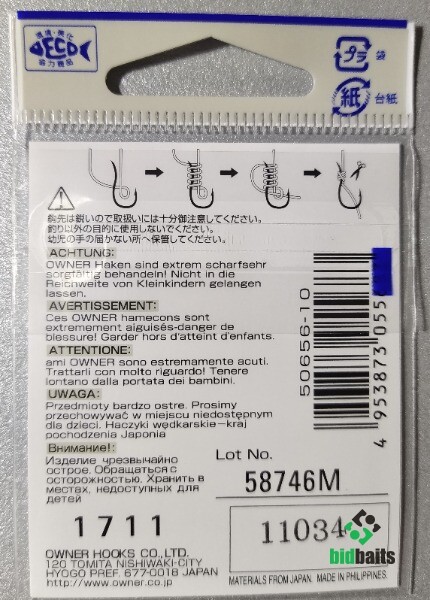 環境・美化
ECO
協力商品
プラ 袋
紙 台紙
鈎先は鋭いので取扱いには十分御注意してください。
釣り以外の目的に使用しないでください。
幼児の手の届かない所へ保管してください。
ACHTUNG:
OWNER Haken sind extrem scharfsehr
sorgfältig behandeln! Nicht in die
Reichweite von Kleinkindern gelangen
lassen.
AVERTISSEMENT:
Ces OWNER hamecons sont
extremement aiguisés-danger de
blessure! Garder hors d'atteint d'enfants.
ATTENTIONE:
ami OWNER sono estremamente acuti.
Trattarli con molto riguardo! Tenere
lontano dalla portata dei bambini.
UWAGA:
Przedmioty bardzo ostre. Prosimy
przechowywać w miejscu niedostępnym
dla dzieci. Haczyki wędkarskie-kraj
pochodzenia Japonia
Внимание!:
Изделие чрезвычайно
острое. Обращаться с
осторожностью. Хранить в
местах, недоступных для
детей
50656-10
4 953873 055
Lot No.
58746M
1711
11034
bidbaits
OWNER HOOKS CO.,LTD.
120 TOMITA NISHIWAKI-CITY
HYOGO PREF. 677-0018 JAPAN
http://www.owner.co.jp
MATERIALS FROM JAPAN. MADE IN PHILIPPINES.